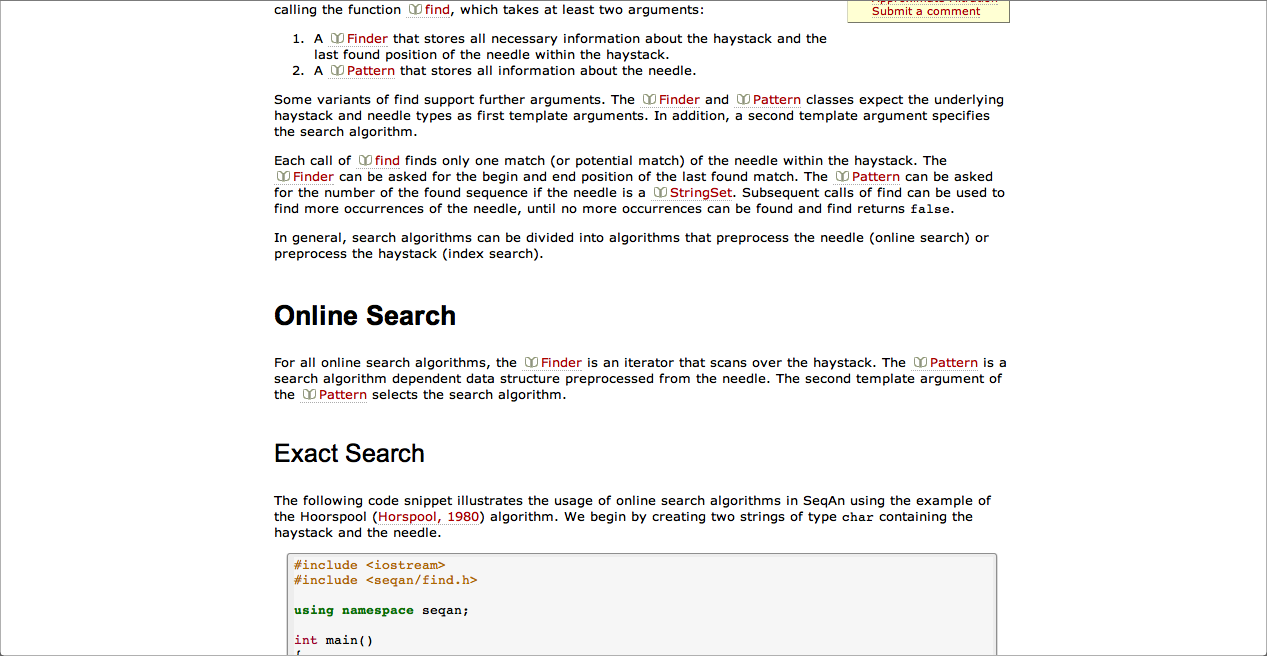 calling the function find, which takes at least two arguments:
Submit a comment
1. A Finder that stores all necessary information about the haystack and the
last found position of the needle within the haystack.
2. A Pattern that stores all information about the needle.
Some variants of find support further arguments. The Finder and Pattern classes expect the underlying
haystack and needle types as first template arguments. In addition, a second template argument specifies
the search algorithm.
Each call of find finds only one match (or potential match) of the needle within the haystack. The
Finder can be asked for the begin and end position of the last found match. The Pattern can be asked
for the number of the found sequence if the needle is a StringSet. Subsequent calls of find can be used to
find more occurrences of the needle, until no more occurrences can be found and find returns false.
In general, search algorithms can be divided into algorithms that preprocess the needle (online search) or
preprocess the haystack (index search).
Online Search
For all online search algorithms, the Finder is an iterator that scans over the haystack. The Pattern is a
search algorithm dependent data structure preprocessed from the needle. The second template argument of
the Pattern selects the search algorithm.
Exact Search
The following code snippet illustrates the usage of online search algorithms in SeqAn using the example of
the Hoorspool (Horspool, 1980) algorithm. We begin by creating two strings of type char containing the
haystack and the needle.
#include <iostream>
#include <seqan/find.h>
using namespace seqan;
int main()